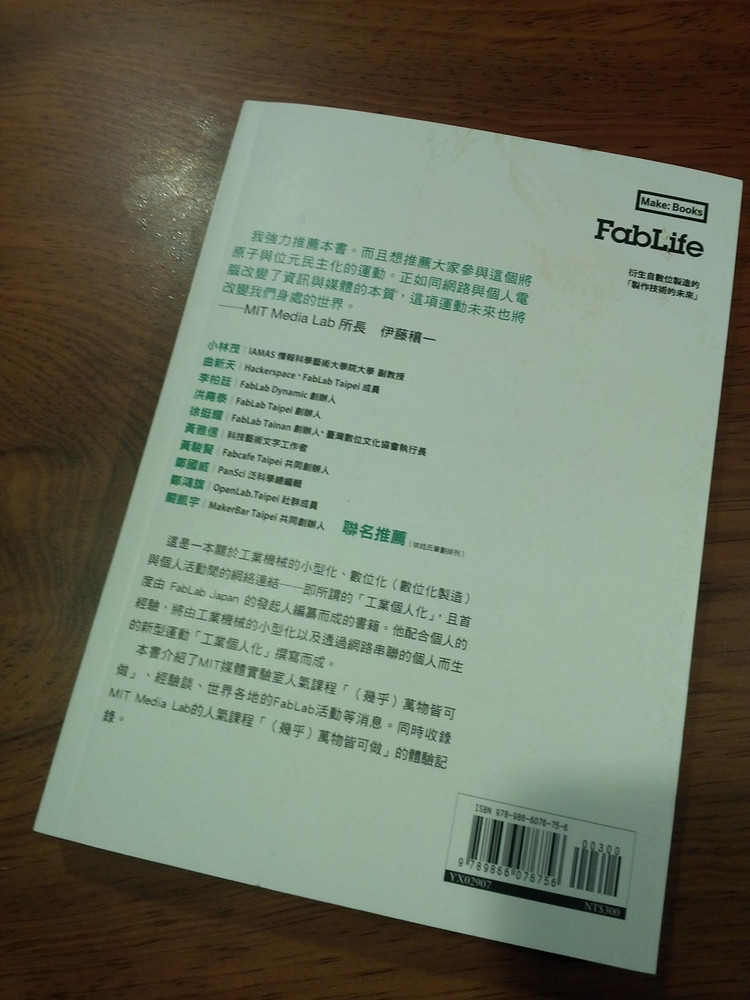 Make: Books
FabLife
衍生自數位製造的
「製作技術的未來」
我強力推薦本書。而且想推薦大家參與這個將
原子與位元民主化的運動。正如同網路與個人電
腦改變了資訊與媒體的本質，這項運動未來也將
改變我們身處的世界。
——MIT Media Lab 所長 伊藤穰一
小林茂｜IAMAS 情報科學藝術大學院大學 副教授
曲新天｜Hackerspace、FabLab Taipei 成員
李柏廷｜FabLab Dynamic 創辦人
洪堯泰｜FabLab Taipei 創辦人
徐挺耀｜FabLab Tainan 創辦人、臺灣數位文化協會執行長
黃雅信｜科技藝術文字工作者
黃駿賢｜Fabcafe Taipei 共同創辦人
鄭國威｜PanSci 泛科學總編輯
鄭鴻旗｜OpenLab.Taipei 社群成員
關凱宇｜MakerBar Taipei 共同創辦人
聯名推薦（依姓氏筆劃排列）
這是一本關於工業機械的小型化、數位化（數位化製造）
與個人活動間的網絡連結——即所謂的「工業個人化」，且首
度由 FabLab Japan 的發起人編纂而成的書籍。他配合個人的
經驗，將由工業機械的小型化以及透過網路串聯的個人而生
的新型運動「工業個人化」撰寫而成。
本書介紹了MIT媒體實驗室人氣課程「（幾乎）萬物皆可
做」、經驗談、世界各地的FabLab活動等消息。同時收錄
MIT Media Lab的人氣課程「（幾乎）萬物皆可做」的體驗記
錄。
ISBN 978-986-6076-75-6
00300
9 789866 076756
YX02907
NT$300